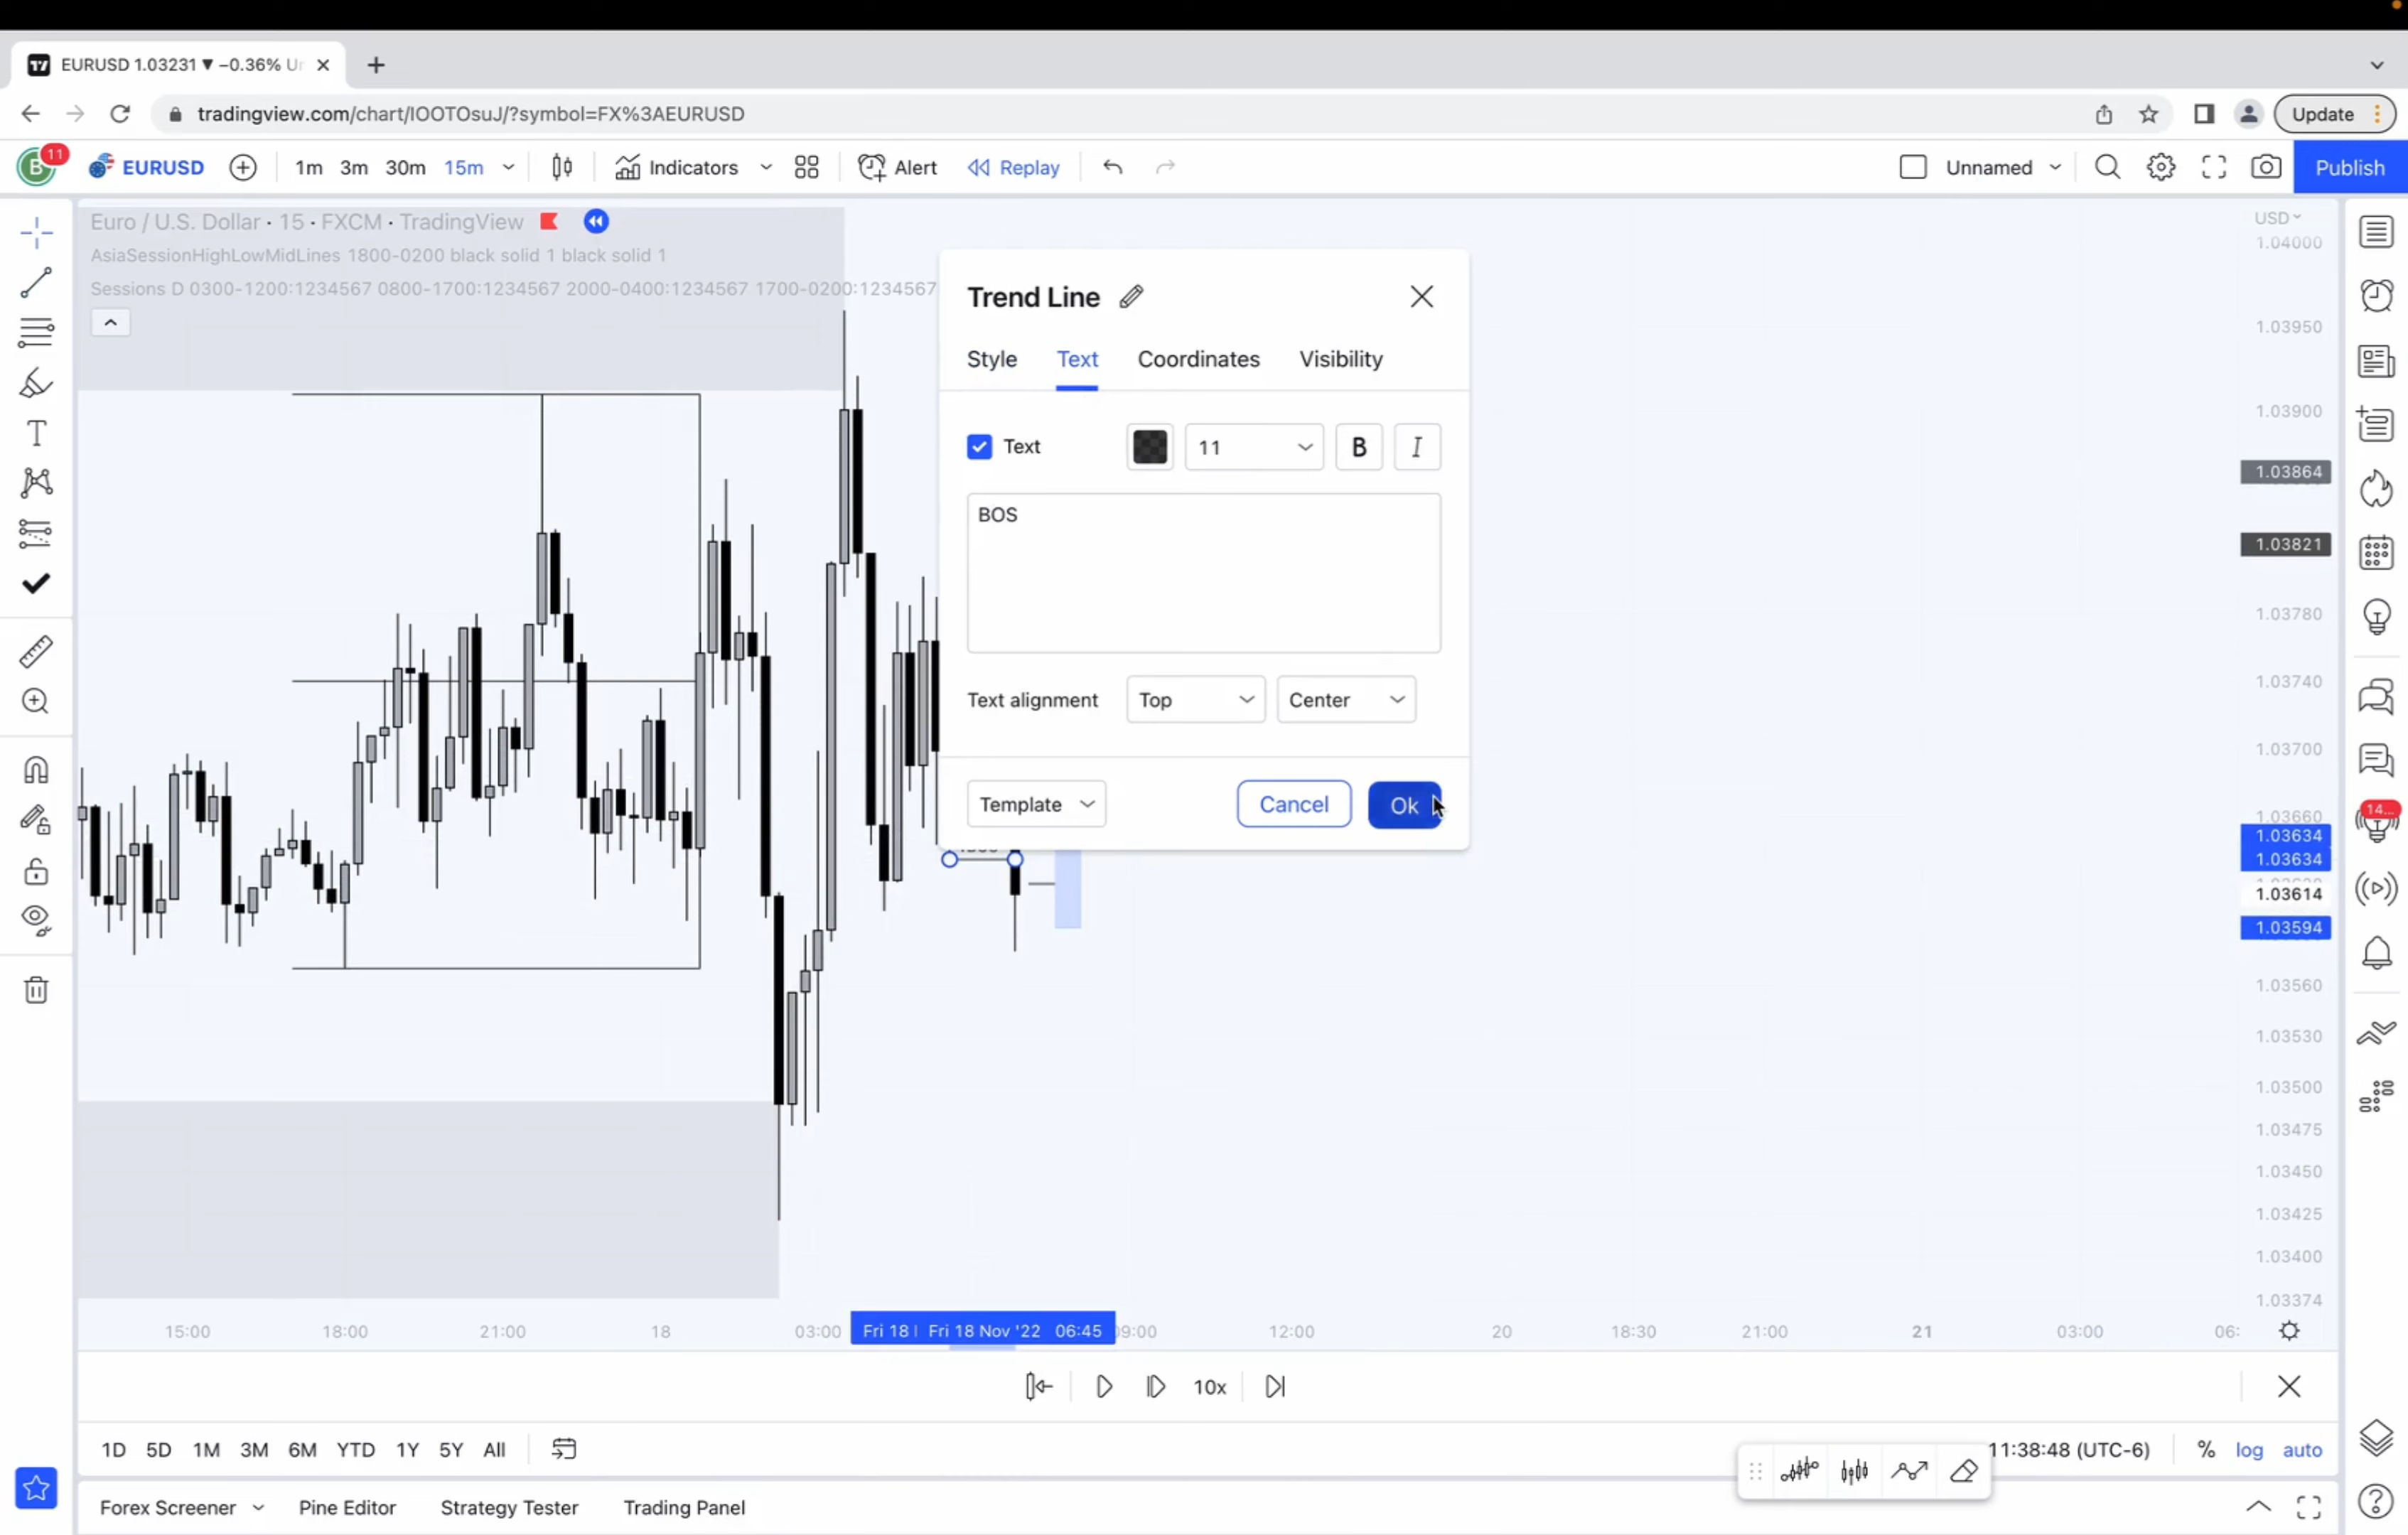 EURUSD 1.03231 ▼ −0.36% Un
tradingview.com/chart/IOOTOsuJ/?symbol=FX%3AEURUSD
Update
B
11
EURUSD
1m 3m 30m 15m
Indicators
Alert
Replay
Unnamed
Publish
Euro / U.S. Dollar · 15 · FXCM · TradingView
AsiaSessionHighLowMidLines 1800-0200 black solid 1 black solid 1
Sessions D 0300-1200:1234567 0800-1700:1234567 2000-0400:1234567 1700-0200:1234567
Trend Line
Style Text Coordinates Visibility
Text
11
B
I
BOS
Text alignment
Top
Center
Template
Cancel
Ok
USD
1.04000
1.03950
1.03900
1.03864
1.03821
1.03780
1.03740
1.03700
1.03660
1.03634
1.03634
1.03614
1.03594
1.03560
1.03530
1.03500
1.03475
1.03450
1.03425
1.03400
1.03374
14...
15:00 18:00 21:00 18 03:00 Fri 18 Fri 18 Nov '22 06:45 09:00 12:00 20 18:30 21:00 21 03:00 06:
10x
1D 5D 1M 3M 6M YTD 1Y 5Y All
11:38:48 (UTC-6)
% log auto
Forex Screener Pine Editor Strategy Tester Trading Panel